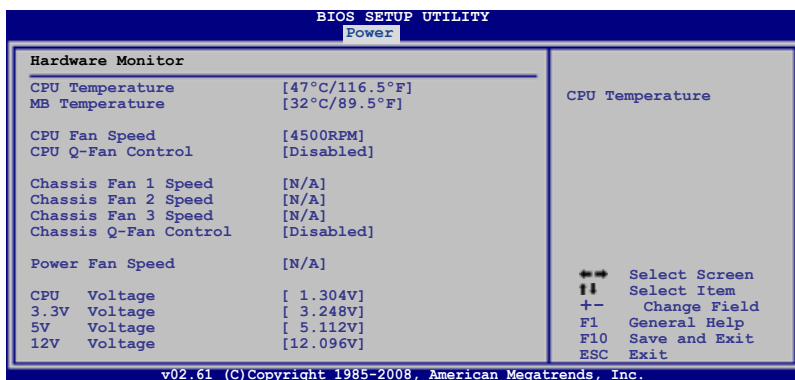 BIOS SETUP UTILITY
Power
Hardware Monitor
CPU Temperature [47°C/116.5°F]
MB Temperature [32°C/89.5°F]
CPU Fan Speed [4500RPM]
CPU Q-Fan Control [Disabled]
Chassis Fan 1 Speed [N/A]
Chassis Fan 2 Speed [N/A]
Chassis Fan 3 Speed [N/A]
Chassis Q-Fan Control [Disabled]
Power Fan Speed [N/A]
CPU Voltage [ 1.304V]
3.3V Voltage [ 3.248V]
5V Voltage [ 5.112V]
12V Voltage [12.096V]
CPU Temperature
←→ Select Screen
↑↓ Select Item
+- Change Field
F1 General Help
F10 Save and Exit
ESC Exit
v02.61 (C)Copyright 1985-2008, American Megatrends, Inc.